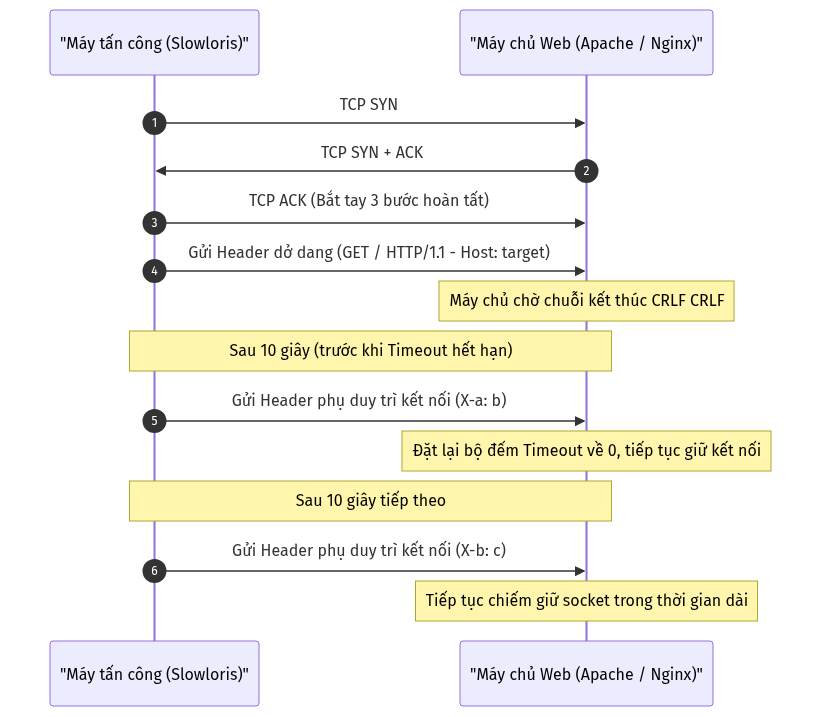 "Máy tấn công (Slowloris)"
"Máy chủ Web (Apache / Nginx)"
TCP SYN
1
TCP SYN + ACK
2
TCP ACK (Bắt tay 3 bước hoàn tất)
3
Gửi Header dở dang (GET / HTTP/1.1 - Host: target)
4
Máy chủ chờ chuỗi kết thúc CRLF CRLF
Sau 10 giây (trước khi Timeout hết hạn)
Gửi Header phụ duy trì kết nối (X-a: b)
5
Đặt lại bộ đếm Timeout về 0, tiếp tục giữ kết nối
Sau 10 giây tiếp theo
Gửi Header phụ duy trì kết nối (X-b: c)
6
Tiếp tục chiếm giữ socket trong thời gian dài
"Máy tấn công (Slowloris)"
"Máy chủ Web (Apache / Nginx)"